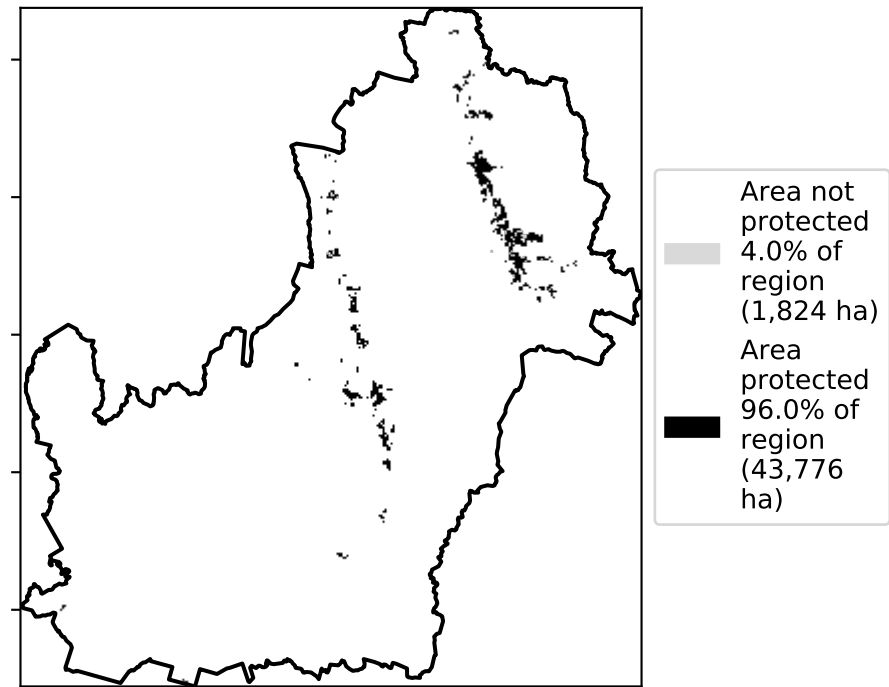 Area not
protected
4.0% of
region
(1,824 ha)
Area
protected
96.0% of
region
(43,776
ha)